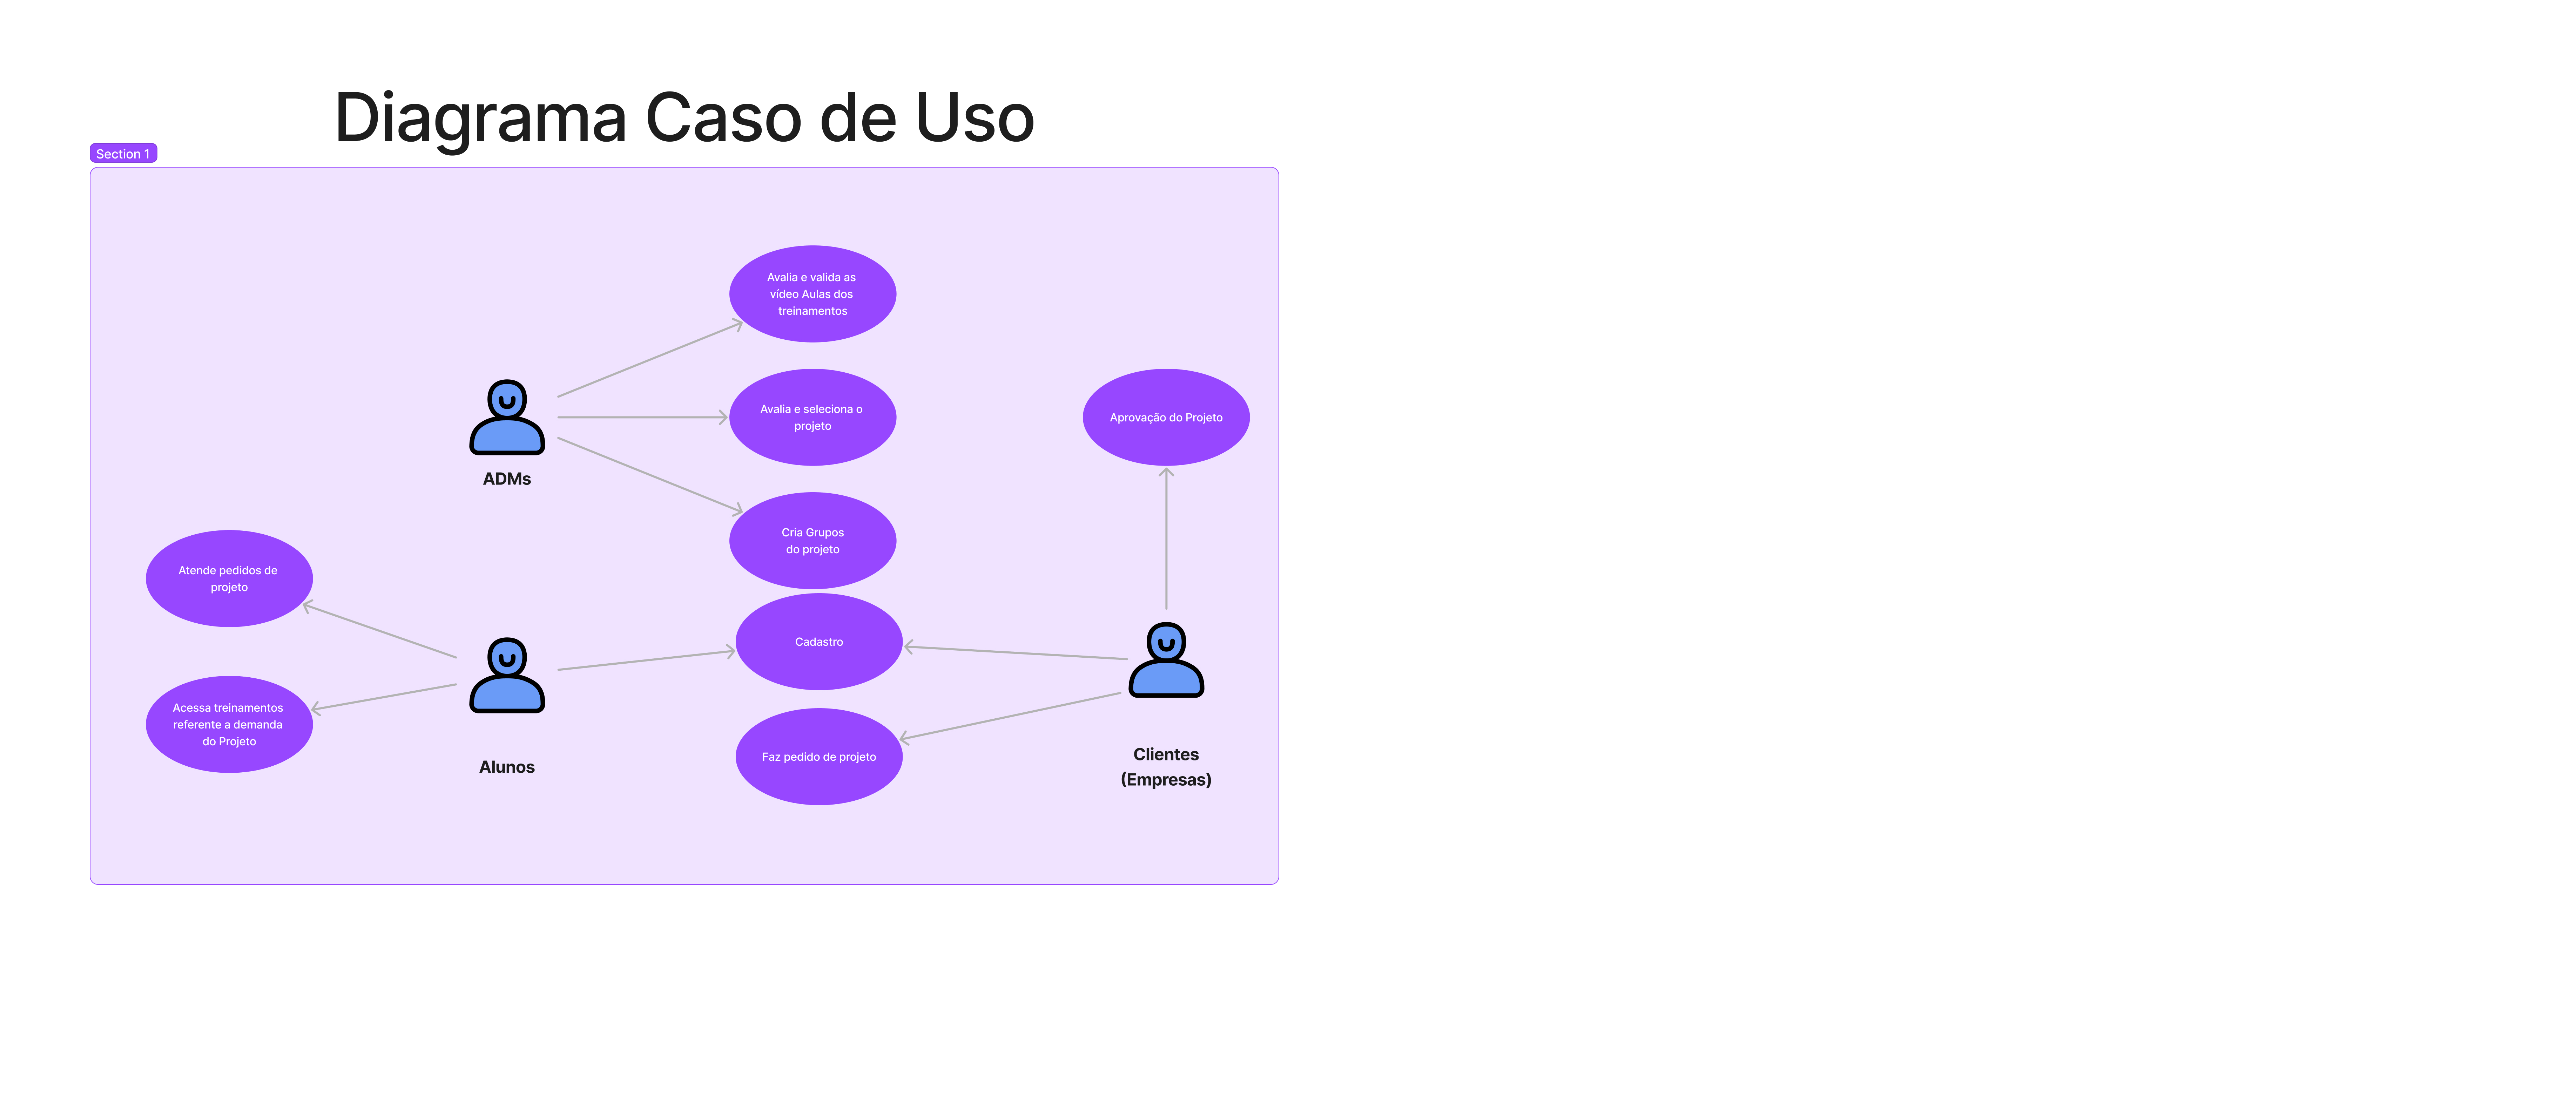 Diagrama Caso de Uso
Section 1
Avalia e valida as
vídeo Aulas dos
treinamentos
Avalia e seleciona o
projeto
Aprovação do Projeto
ADMs
Cria Grupos
do projeto
Atende pedidos de
projeto
Cadastro
Acessa treinamentos
referente a demanda
do Projeto
Alunos
Faz pedido de projeto
Clientes
(Empresas)